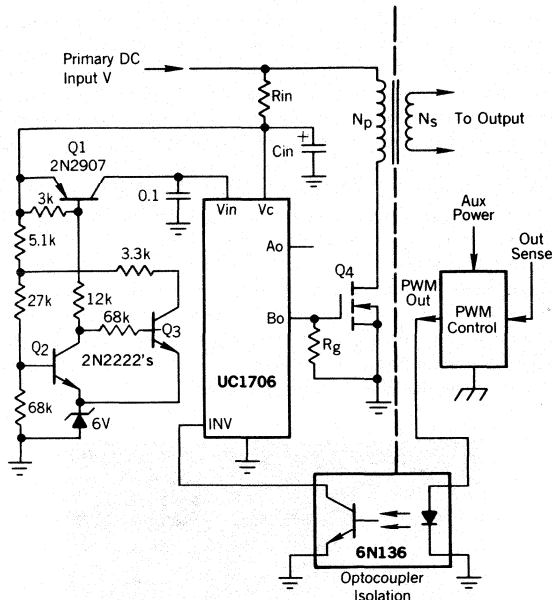 Primary DC
Input V
Rin
Np
Ns
To Output
Q1
2N2907
Cin
+
3k
0.1
Vin
Vc
Aux
Power
Out
Sense
5.1k
3.3k
Ao
Q4
PWM
Out
PWM
Control
27k
12k
68k
Q3
Bo
Rg
Q2
2N2222's
UC1706
68k
6V
INV
6N136
Optocoupler
Isolation